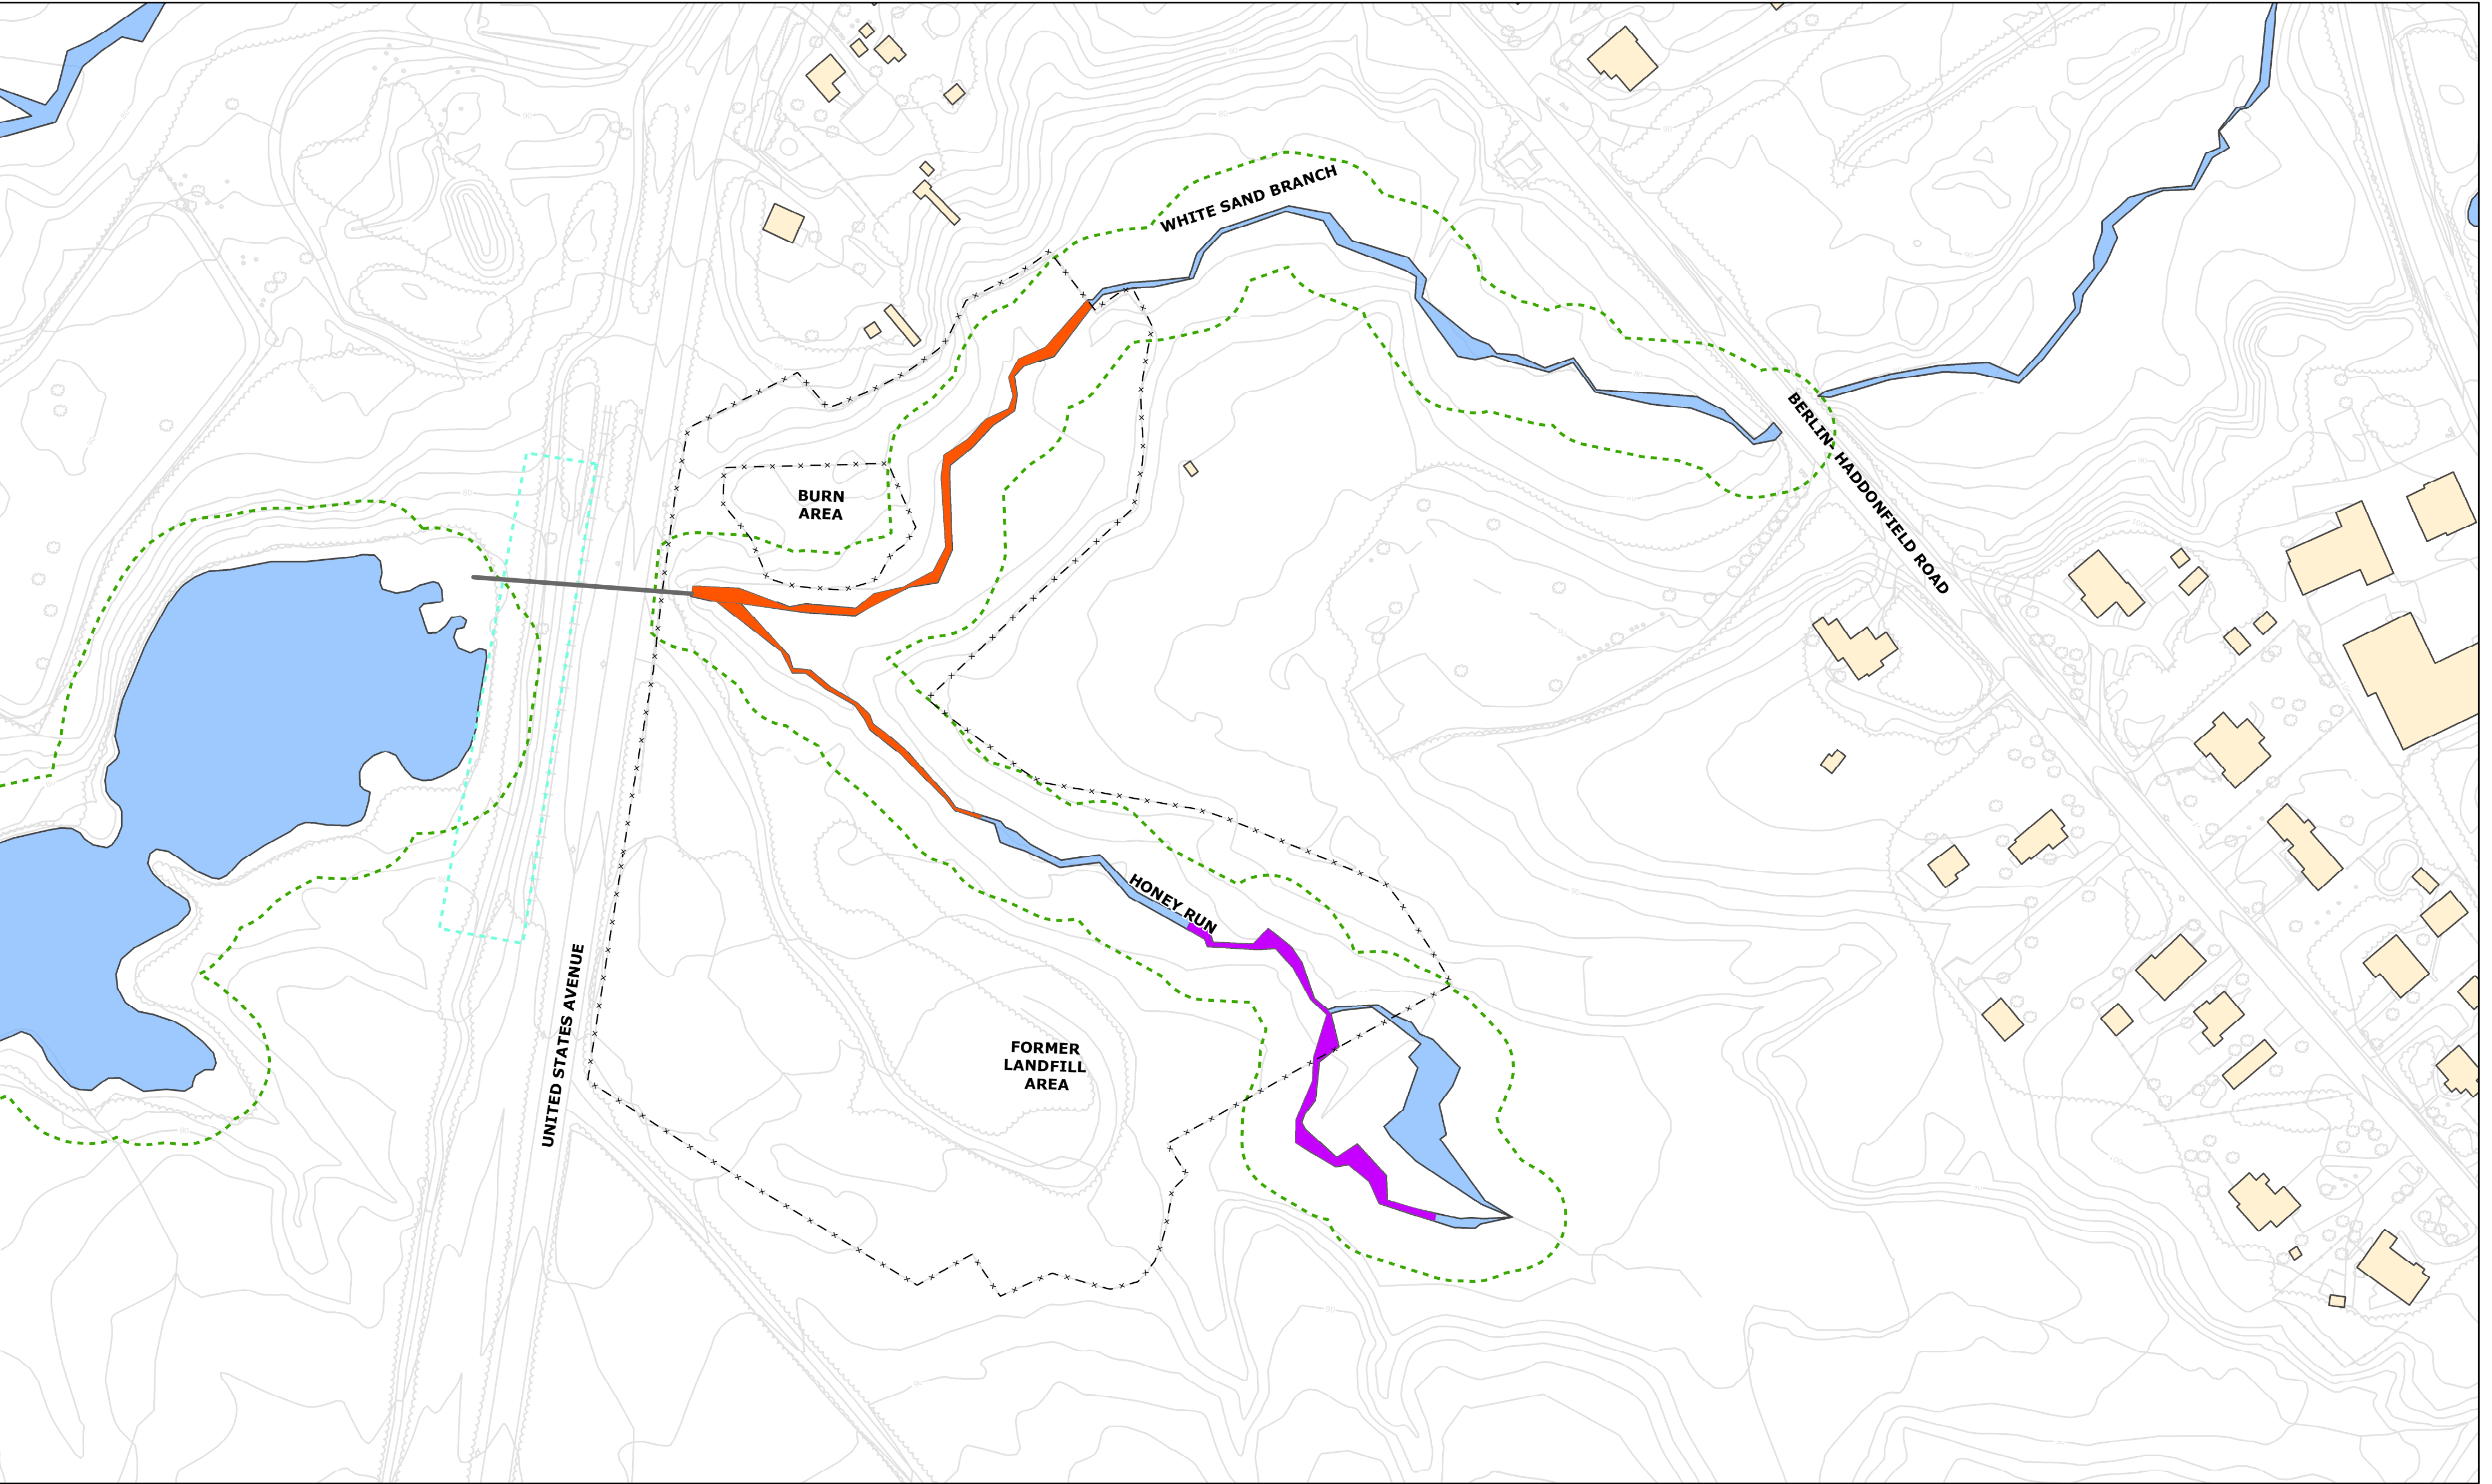 WHITE SAND BRANCH
BERLIN- HADDONFIELD ROAD
BURN
AREA
HONEY RUN
UNITED STATES AVENUE
FORMER
LANDFILL
AREA